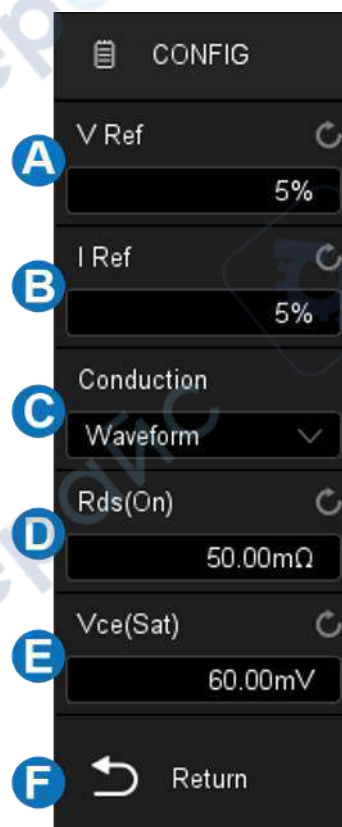 CONFIG
A
V Ref
5%
B
I Ref
5%
C
Conduction
Waveform
D
Rds(On)
50.00mΩ
E
Vce(Sat)
60.00mV
F
Return